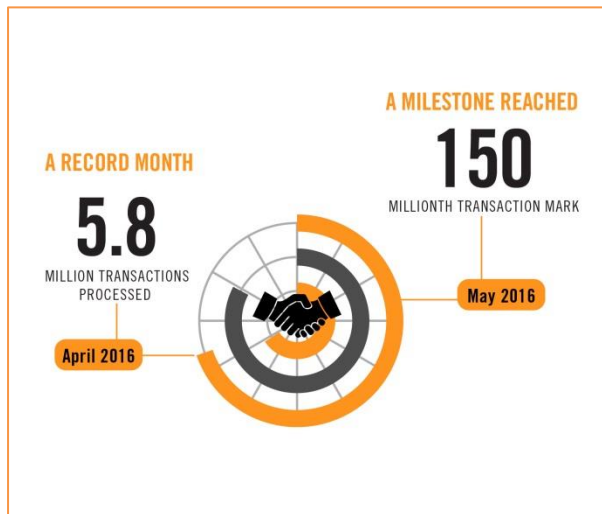 A RECORD MONTH
5.8
MILLION TRANSACTIONS
PROCESSED
April 2016
A MILESTONE REACHED
150
MILLIONTH TRANSACTION MARK
May 2016